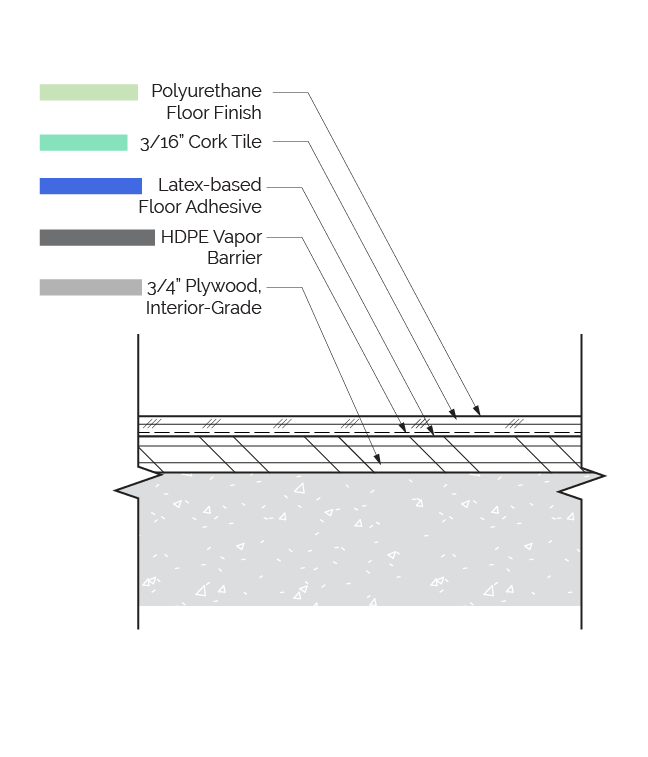 Polyurethane
Floor Finish
3/16” Cork Tile
Latex-based
Floor Adhesive
HDPE Vapor
Barrier
3/4” Plywood,
Interior-Grade